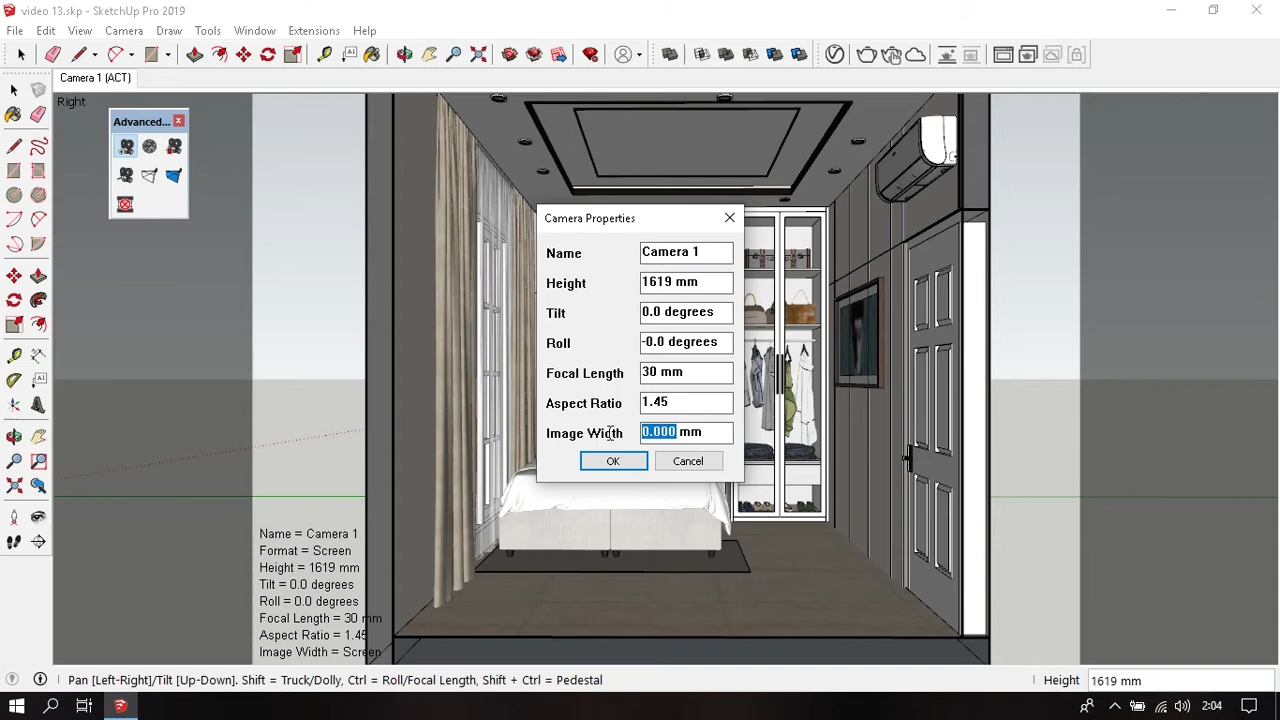 video 13.skp - SketchUp Pro 2019
File Edit View Camera Draw Tools Window Extensions Help
Camera 1 (ACT)
Right
Advanced...
Camera Properties
Name Camera 1
Height 1619 mm
Tilt 0.0 degrees
Roll -0.0 degrees
Focal Length 30 mm
Aspect Ratio 1.45
Image Width 0.000 mm
OK Cancel
Name = Camera 1
Format = Screen
Height = 1619 mm
Tilt = 0.0 degrees
Roll = 0.0 degrees
Focal Length = 30 mm
Aspect Ratio = 1.45
Image Width = Screen
Pan [Left-Right]/Tilt [Up-Down]. Shift = Truck/Dolly, Ctrl = Roll/Focal Length, Shift + Ctrl = Pedestal
Height 1619 mm
2:04